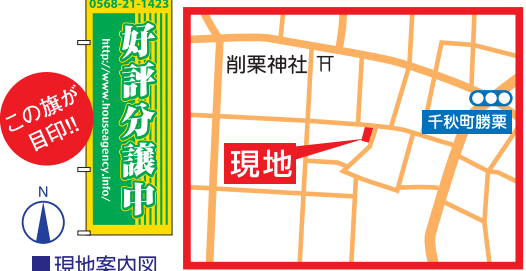 0568-21-1423
好評分譲中
http://www.houseagency.info/
この旗が
目印!!
N
現地案内図
削栗神社
千秋町勝栗
現地